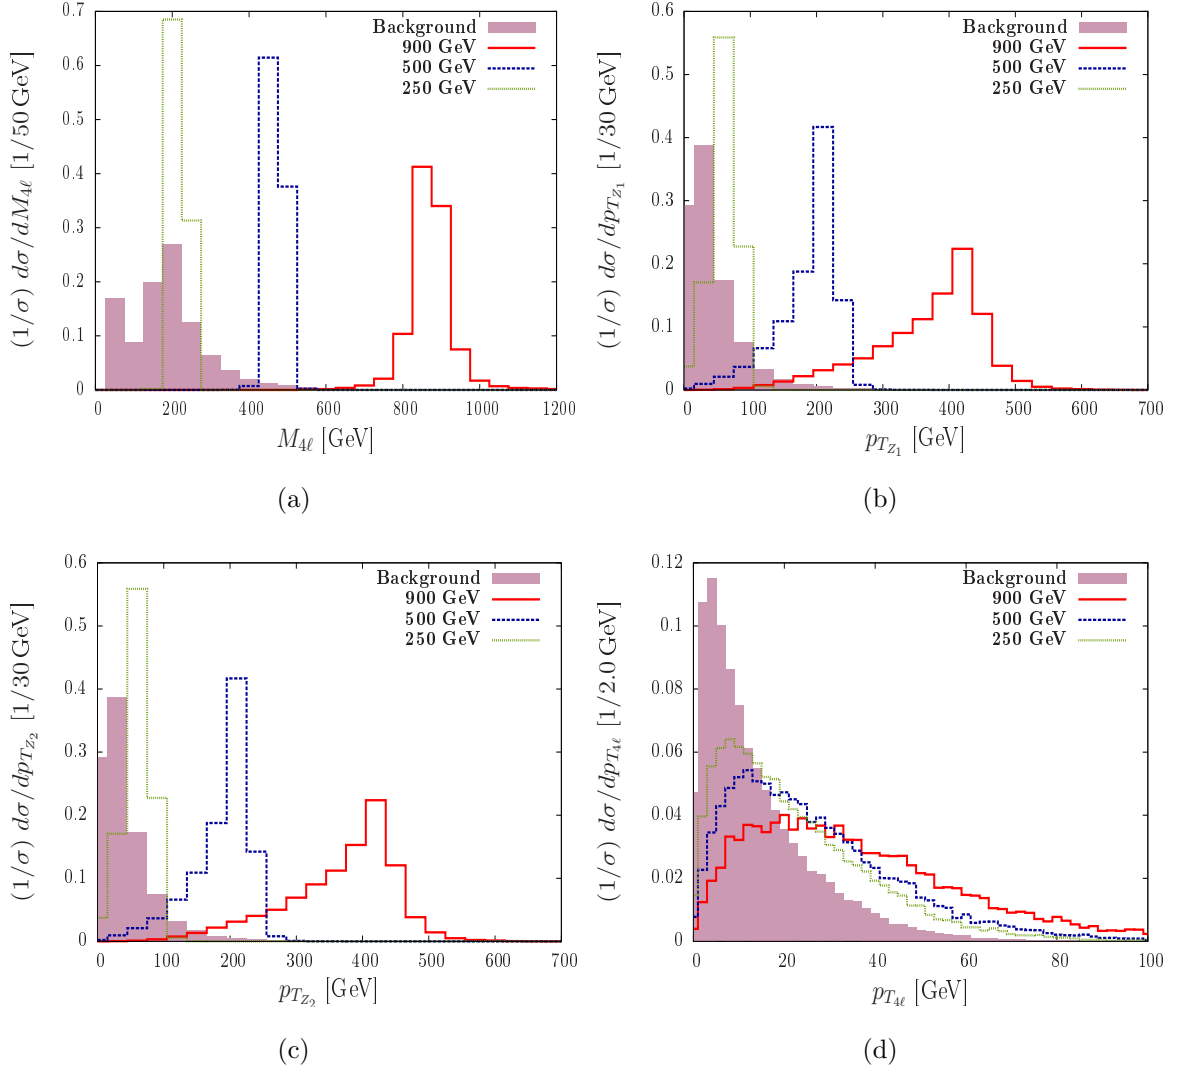 (1/σ) dσ/dM4ℓ [1/50 GeV]
0.7
0.6
0.5
0.4
0.3
0.2
0.1
0
Background
900 GeV
500 GeV
250 GeV
0 200 400 600 800 1000 1200
M4ℓ [GeV]
(a)
(1/σ) dσ/dpTZ1 [1/30 GeV]
0.6
0.5
0.4
0.3
0.2
0.1
0
Background
900 GeV
500 GeV
250 GeV
0 100 200 300 400 500 600 700
pTZ1 [GeV]
(b)
(1/σ) dσ/dpTZ2 [1/30 GeV]
0.6
0.5
0.4
0.3
0.2
0.1
0
Background
900 GeV
500 GeV
250 GeV
0 100 200 300 400 500 600 700
pTZ2 [GeV]
(c)
(1/σ) dσ/dpT4ℓ [1/2.0 GeV]
0.12
0.1
0.08
0.06
0.04
0.02
0
Background
900 GeV
500 GeV
250 GeV
0 20 40 60 80 100
pT4ℓ [GeV]
(d)